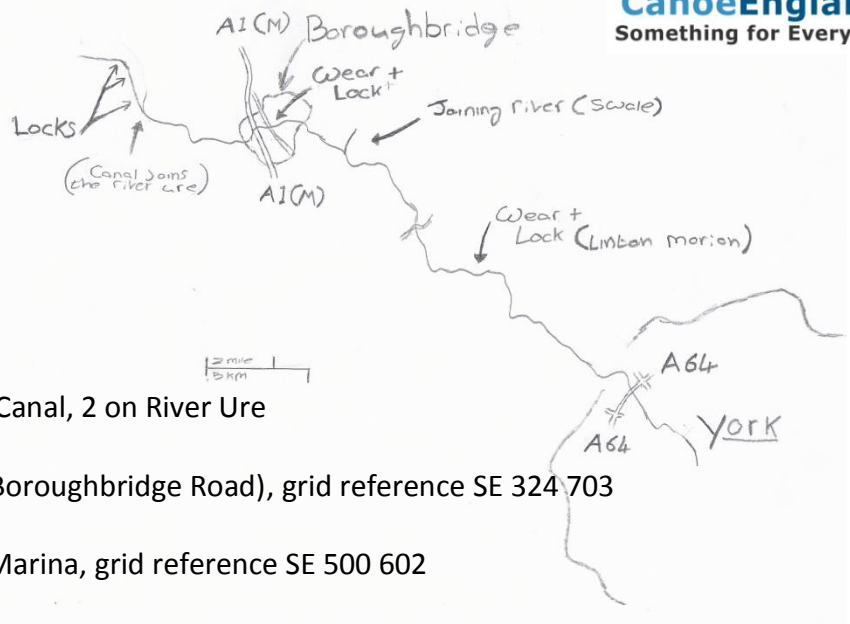 CanoeEnglan
Something for Every
A1(M) Boroughbridge
Wear +
Lock
Joining river (Swale)
Locks
(Canal Joins
the river ure)
A1(M)
Wear +
Lock (Linton morion)
2 mile
5 km
A64
A64
York
Canal, 2 on River Ure
Boroughbridge Road), grid reference SE 324 703
Marina, grid reference SE 500 602